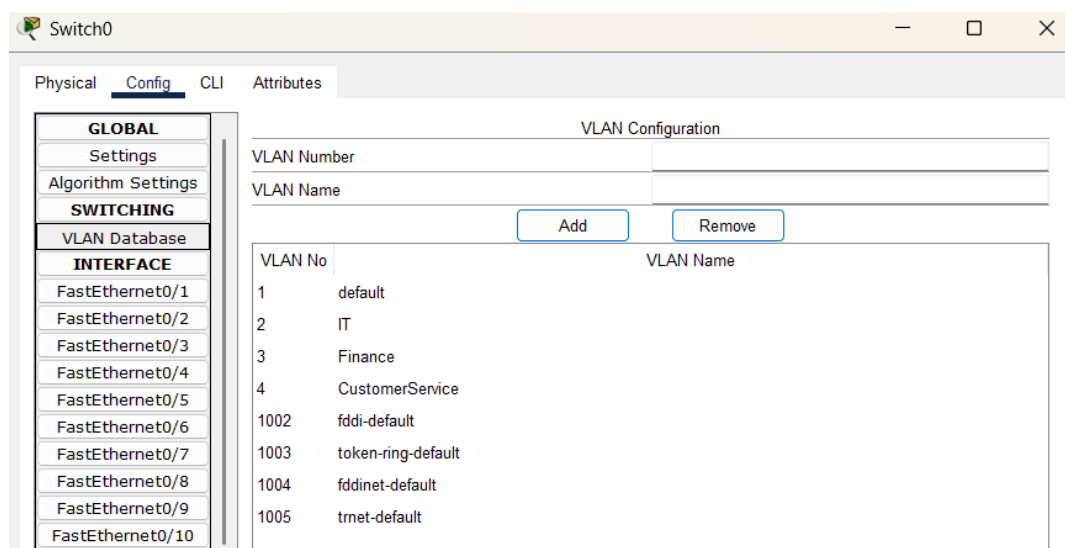 Switch0
Physical Config CLI Attributes
GLOBAL
Settings
Algorithm Settings
SWITCHING
VLAN Database
INTERFACE
FastEthernet0/1
FastEthernet0/2
FastEthernet0/3
FastEthernet0/4
FastEthernet0/5
FastEthernet0/6
FastEthernet0/7
FastEthernet0/8
FastEthernet0/9
FastEthernet0/10
VLAN Configuration
VLAN Number
VLAN Name
Add Remove
VLAN No VLAN Name
1 default
2 IT
3 Finance
4 CustomerService
1002 fddi-default
1003 token-ring-default
1004 fddinet-default
1005 trnet-default